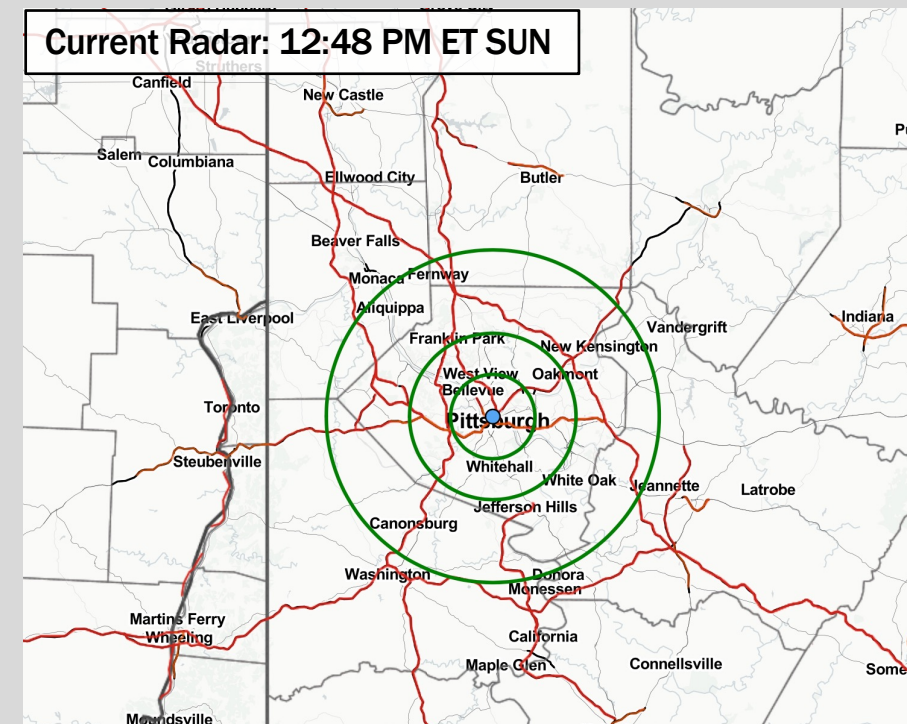 Current Radar: 12:48 PM ET SUN
Struthers
Canfield
New Castle
Salem
Columbiana
Ellwood City
Butler
Beaver Falls
Monaca
Fernway
Aliquippa
East Liverpool
Franklin Park
New Kensington
Vandergrift
Indiana
West View
Oakmont
Bellevue
Toronto
Pittsburgh
Steubenville
Whitehall
White Oak
Jeannette
Latrobe
Jefferson Hills
Canonsburg
Washington
Donora
Monessen
Martins Ferry
Wheeling
California
Maple Glen
Connellsville
Some
Moundsville